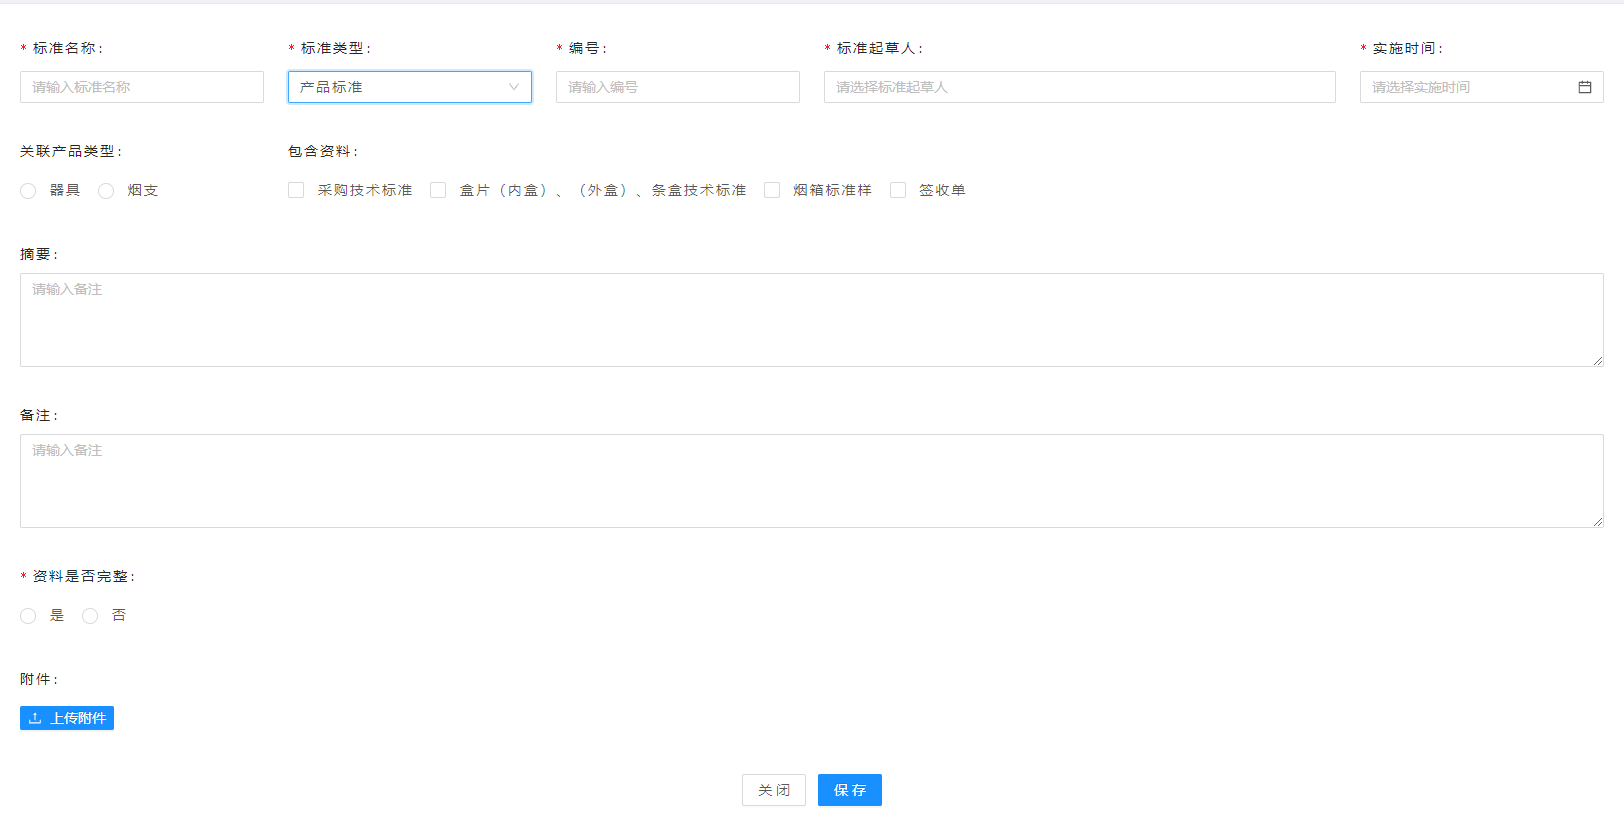 * 标准名称: * 标准类型: * 编号: * 标准起草人: * 实施时间:
请输入标准名称 产品标准 请输入编号 请选择标准起草人 请选择实施时间
关联产品类型: 包含资料:
器具 烟支 采购技术标准 盒片（内盒）、（外盒）、条盒技术标准 烟箱标准样 签收单
摘要:
请输入备注
备注:
请输入备注
* 资料是否完整:
是 否
附件:
上传附件
关闭 保存